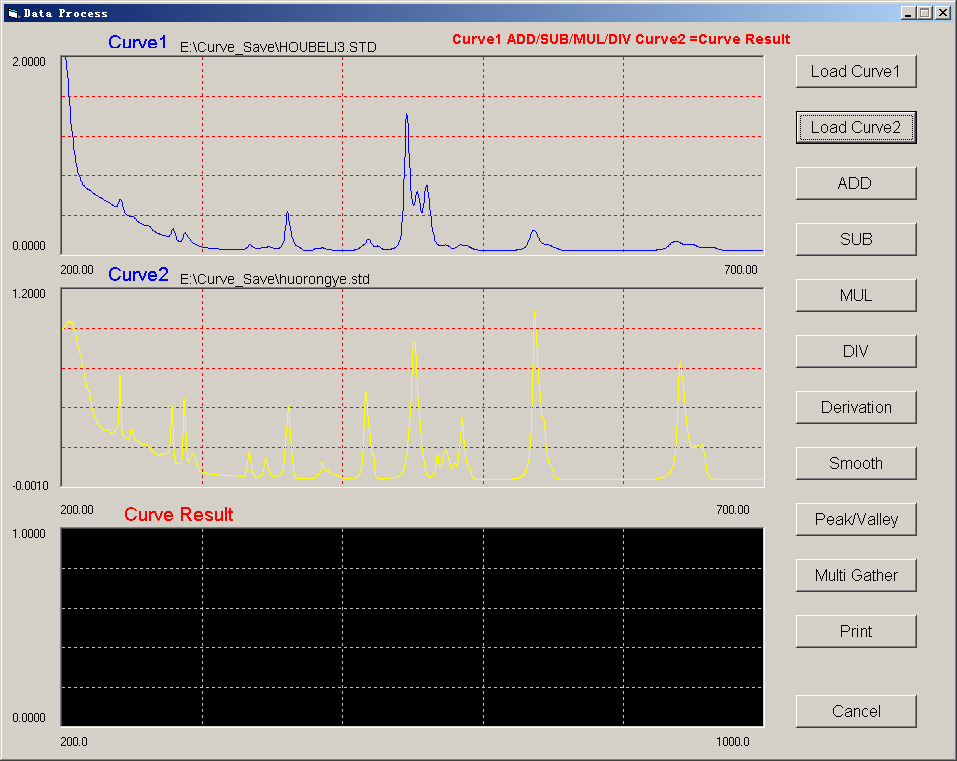 Data Process
Curve1 E:\Curve_Save\HOUBELI3.STD
Curve1 ADD/SUB/MUL/DIV Curve2 =Curve Result
2.0000
0.0000
200.00 700.00
Curve2 E:\Curve_Save\huorongye.std
1.2000
-0.0010
200.00 700.00
Curve Result
1.0000
0.0000
200.0 1000.0
Load Curve1
Load Curve2
ADD
SUB
MUL
DIV
Derivation
Smooth
Peak/Valley
Multi Gather
Print
Cancel